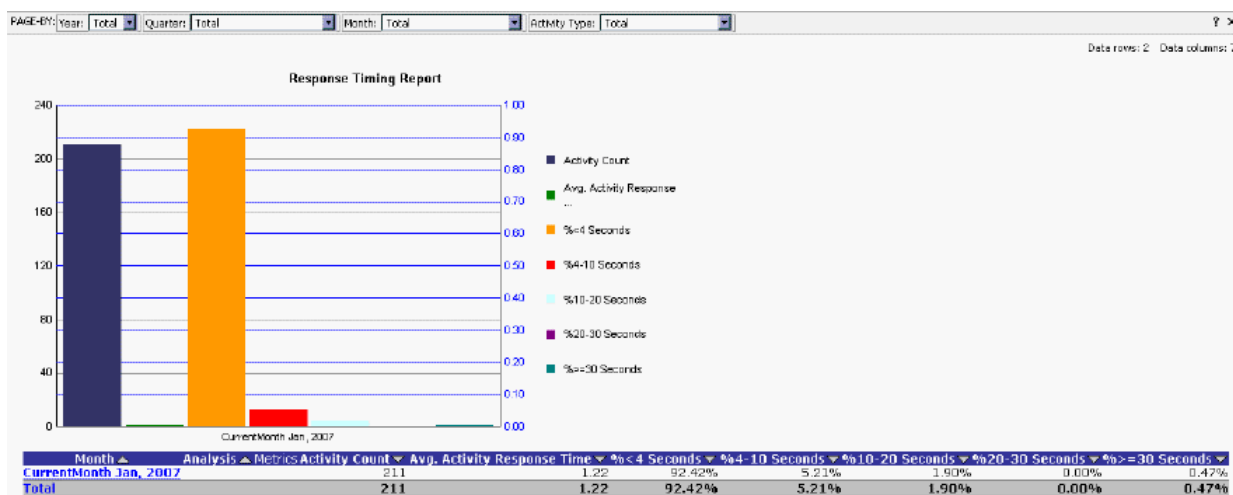 PAGE-BY: Year: Total Quarter: Total Month: Total Activity Type: Total ? ×
Data rows: 2 Data columns: 7
Response Timing Report
240
200
160
120
80
40
0
1.00
0.90
0.80
0.70
0.60
0.50
0.40
0.30
0.20
0.10
0.00
CurrentMonth Jan, 2007
Activity Count
Avg. Activity Response
...
%<4 Seconds
%4-10 Seconds
%10-20 Seconds
%20-30 Seconds
%>=30 Seconds
Month Analysis Metrics Activity Count Avg. Activity Response Time %<4 Seconds %4-10 Seconds %10-20 Seconds %20-30 Seconds %>=30 Seconds
CurrentMonth Jan, 2007 211 1.22 92.42% 5.21% 1.90% 0.00% 0.47%
Total 211 1.22 92.42% 5.21% 1.90% 0.00% 0.47%